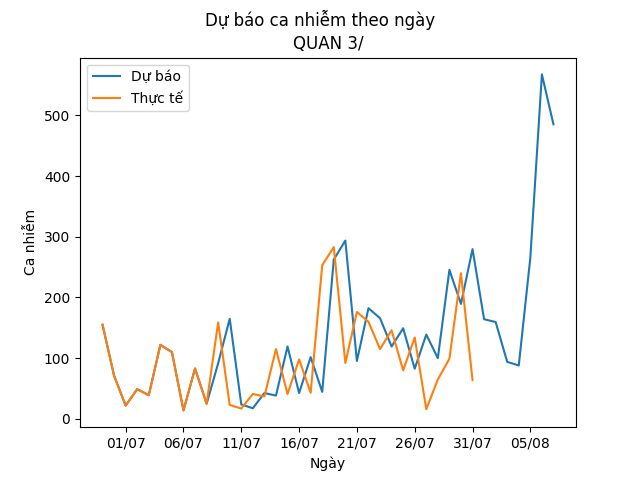 Dự báo ca nhiễm theo ngày
QUAN 3/
Dự báo
Thực tế
Ca nhiễm
500
400
300
200
100
0
01/07 06/07 11/07 16/07 21/07 26/07 31/07 05/08
Ngày